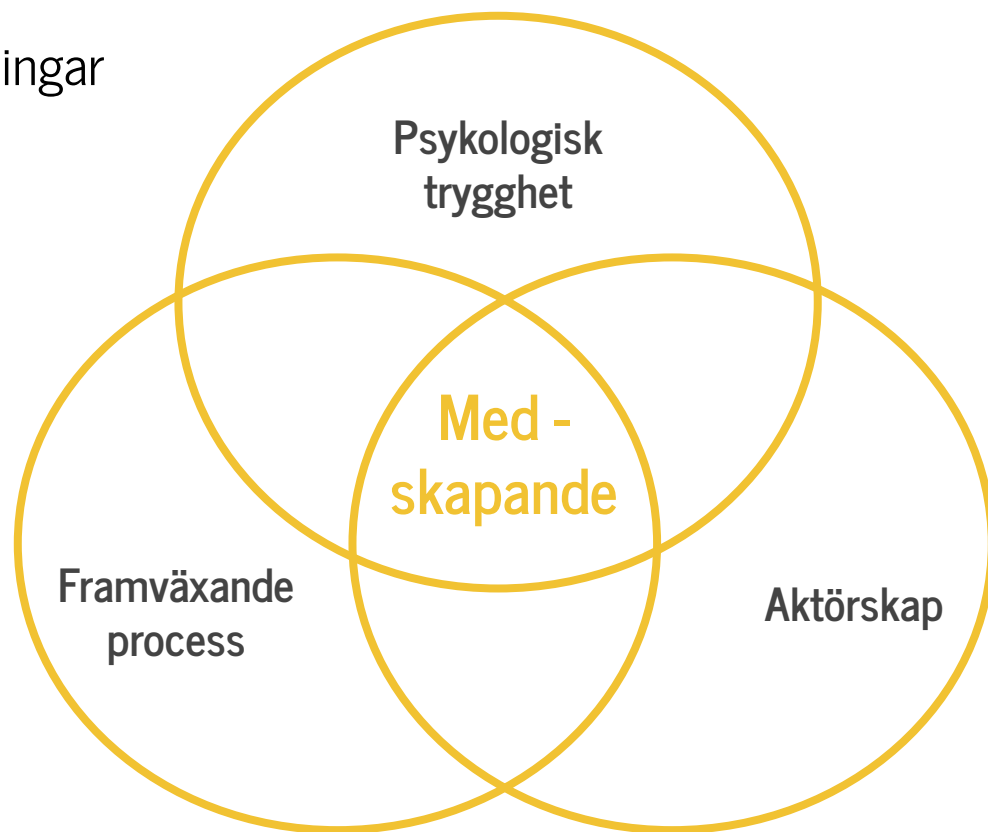 ingar
Psykologisk
trygghet
Med -
skapande
Framväxande
process
Aktörskap